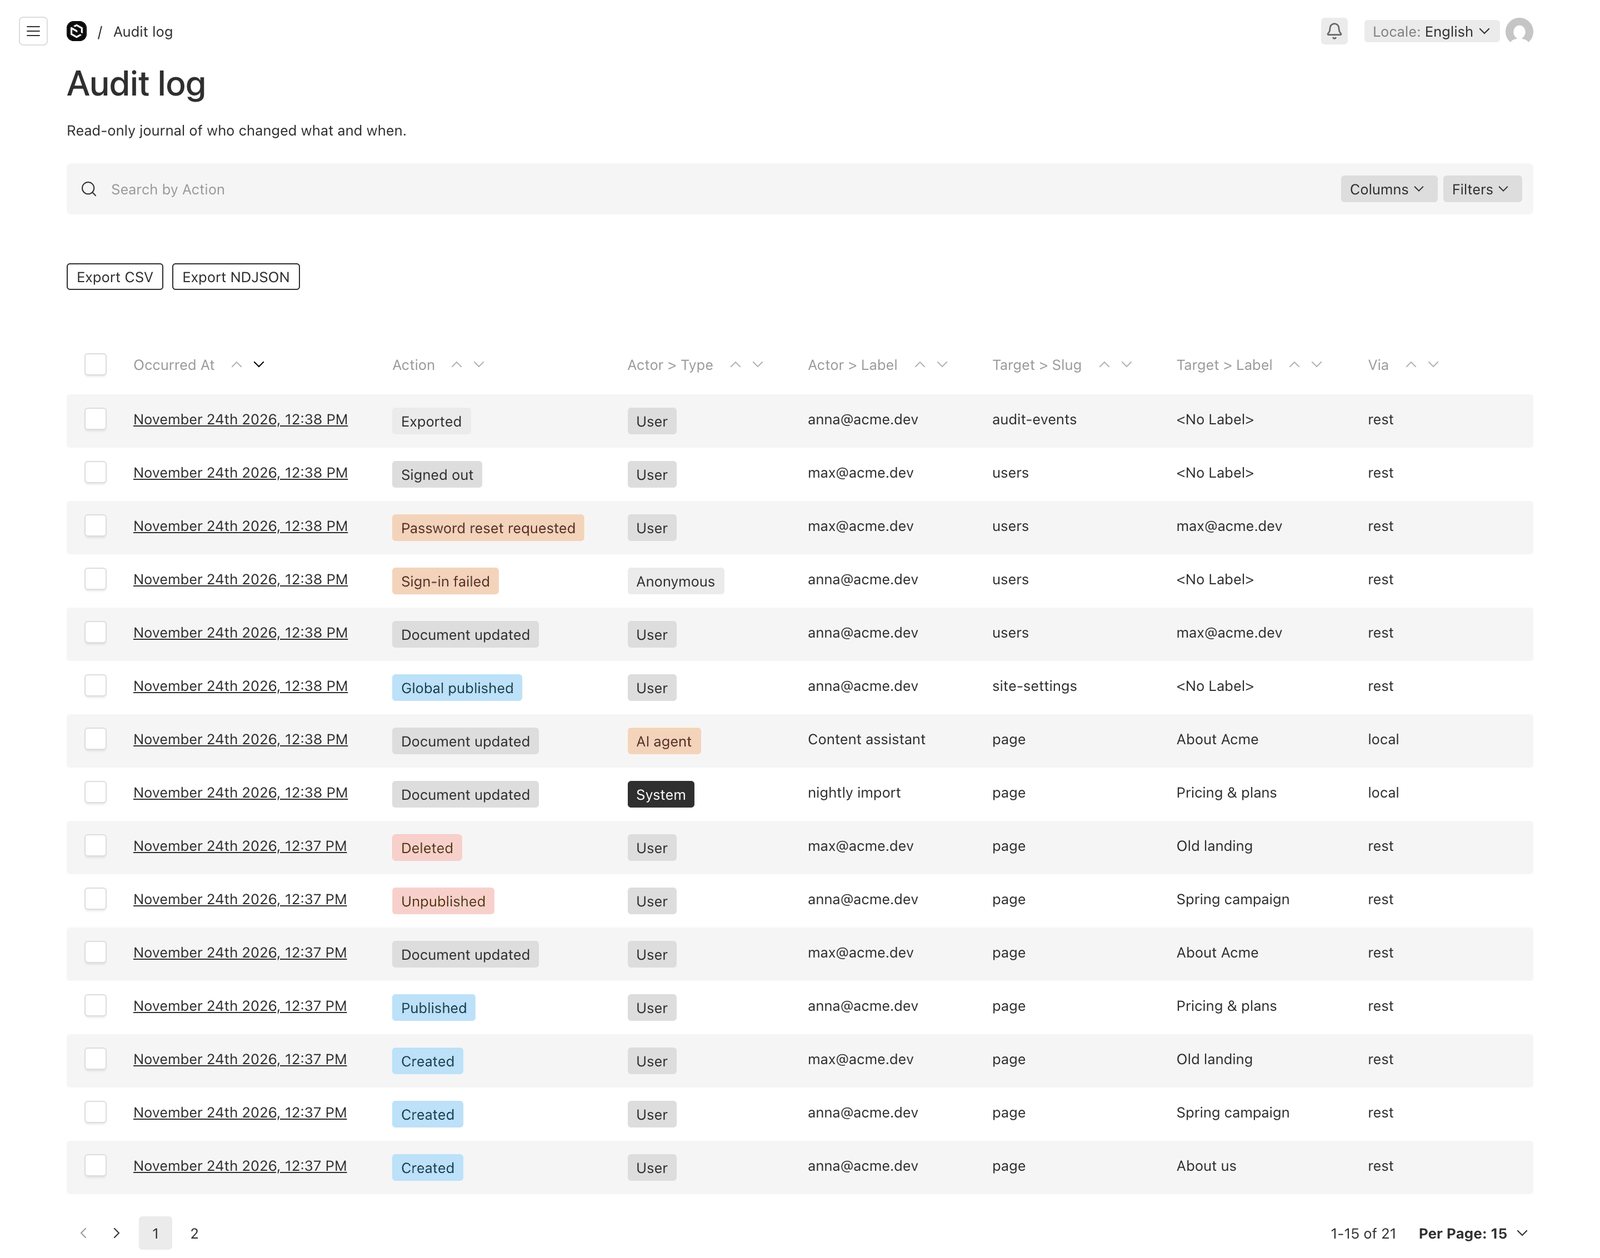 / Audit log
Locale: English
Audit log
Read-only journal of who changed what and when.
Search by Action
Columns
Filters
Export CSV
Export NDJSON
Occurred At Action Actor > Type Actor > Label Target > Slug Target > Label Via
November 24th 2026, 12:38 PM Exported User anna@acme.dev audit-events <No Label> rest
November 24th 2026, 12:38 PM Signed out User max@acme.dev users <No Label> rest
November 24th 2026, 12:38 PM Password reset requested User max@acme.dev users max@acme.dev rest
November 24th 2026, 12:38 PM Sign-in failed Anonymous anna@acme.dev users <No Label> rest
November 24th 2026, 12:38 PM Document updated User anna@acme.dev users max@acme.dev rest
November 24th 2026, 12:38 PM Global published User anna@acme.dev site-settings <No Label> rest
November 24th 2026, 12:38 PM Document updated AI agent Content assistant page About Acme local
November 24th 2026, 12:38 PM Document updated System nightly import page Pricing & plans local
November 24th 2026, 12:37 PM Deleted User max@acme.dev page Old landing rest
November 24th 2026, 12:37 PM Unpublished User anna@acme.dev page Spring campaign rest
November 24th 2026, 12:37 PM Document updated User max@acme.dev page About Acme rest
November 24th 2026, 12:37 PM Published User anna@acme.dev page Pricing & plans rest
November 24th 2026, 12:37 PM Created User max@acme.dev page Old landing rest
November 24th 2026, 12:37 PM Created User anna@acme.dev page Spring campaign rest
November 24th 2026, 12:37 PM Created User anna@acme.dev page About us rest
1 2 1-15 of 21 Per Page: 15